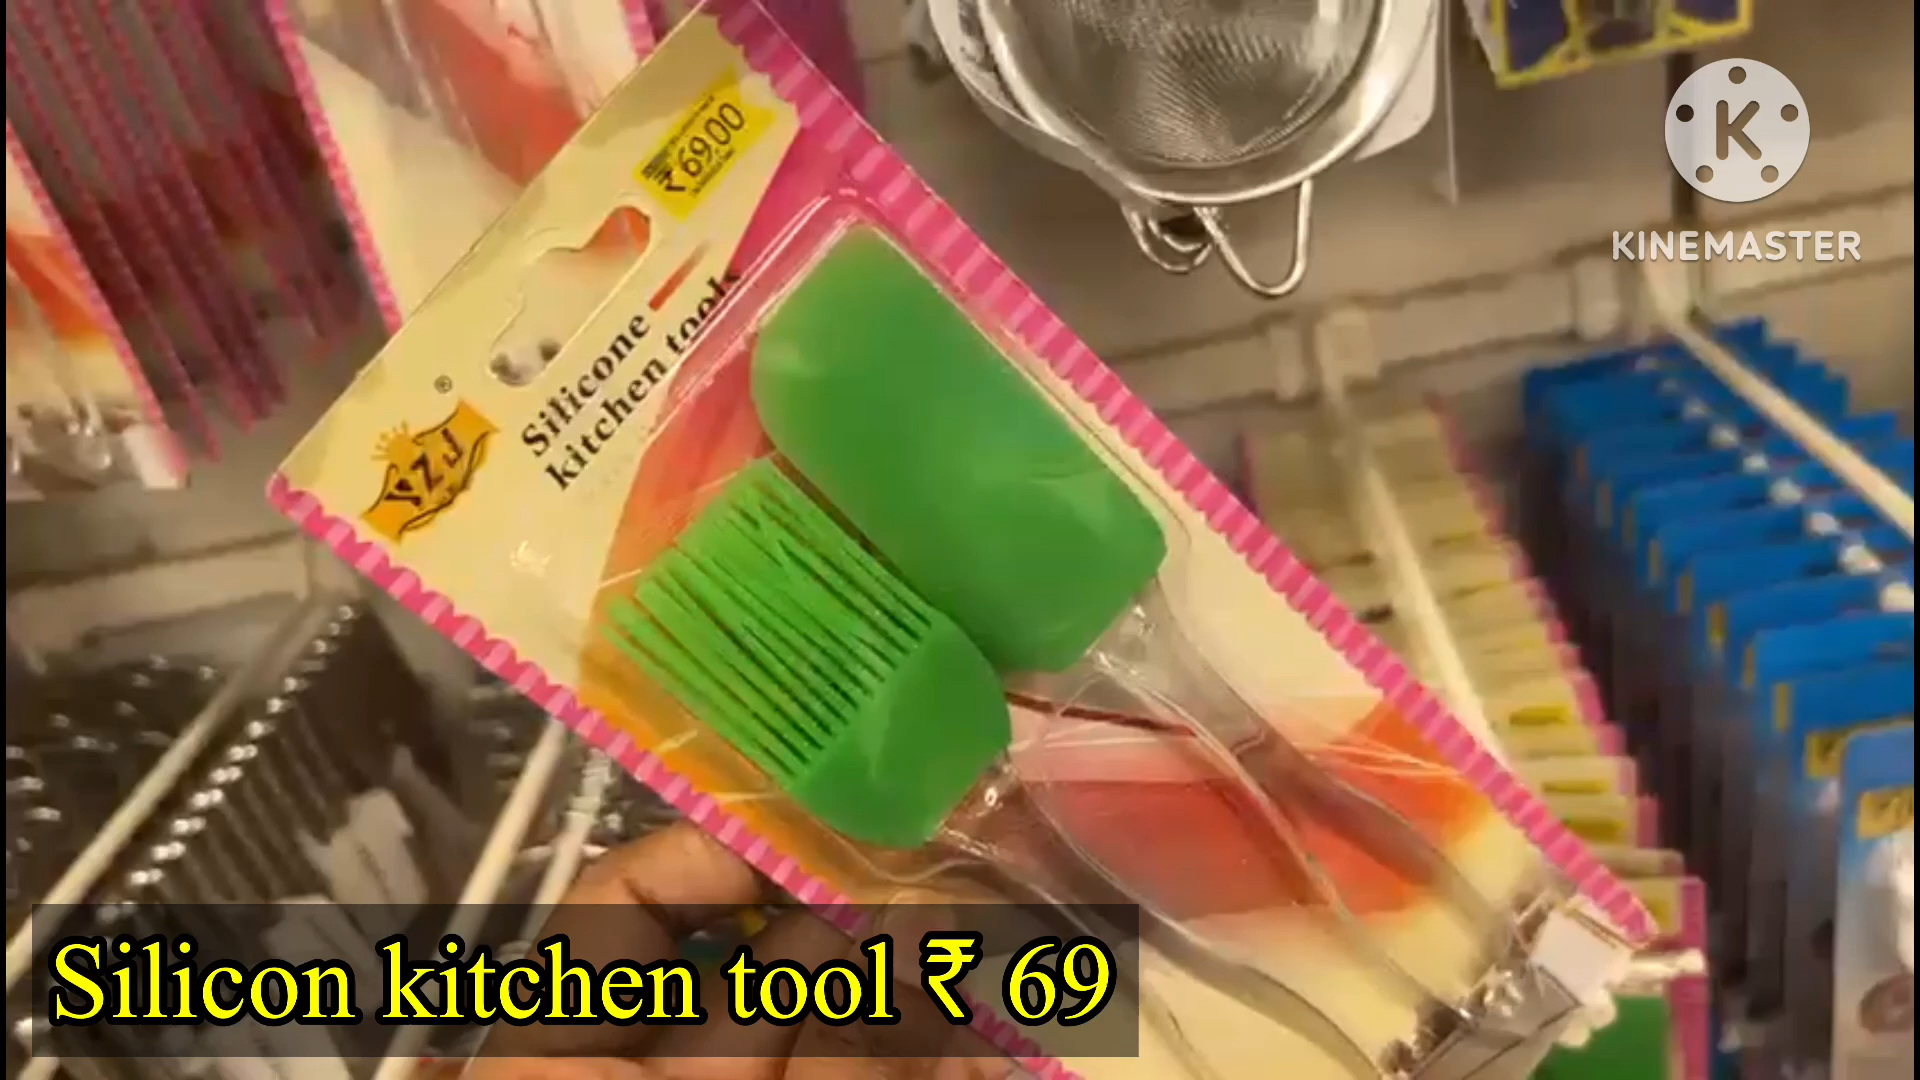 ₹ 69.00
K
KINEMASTER
Silicone
kitchen tools
®
YZJ
Silicon kitchen tool ₹ 69